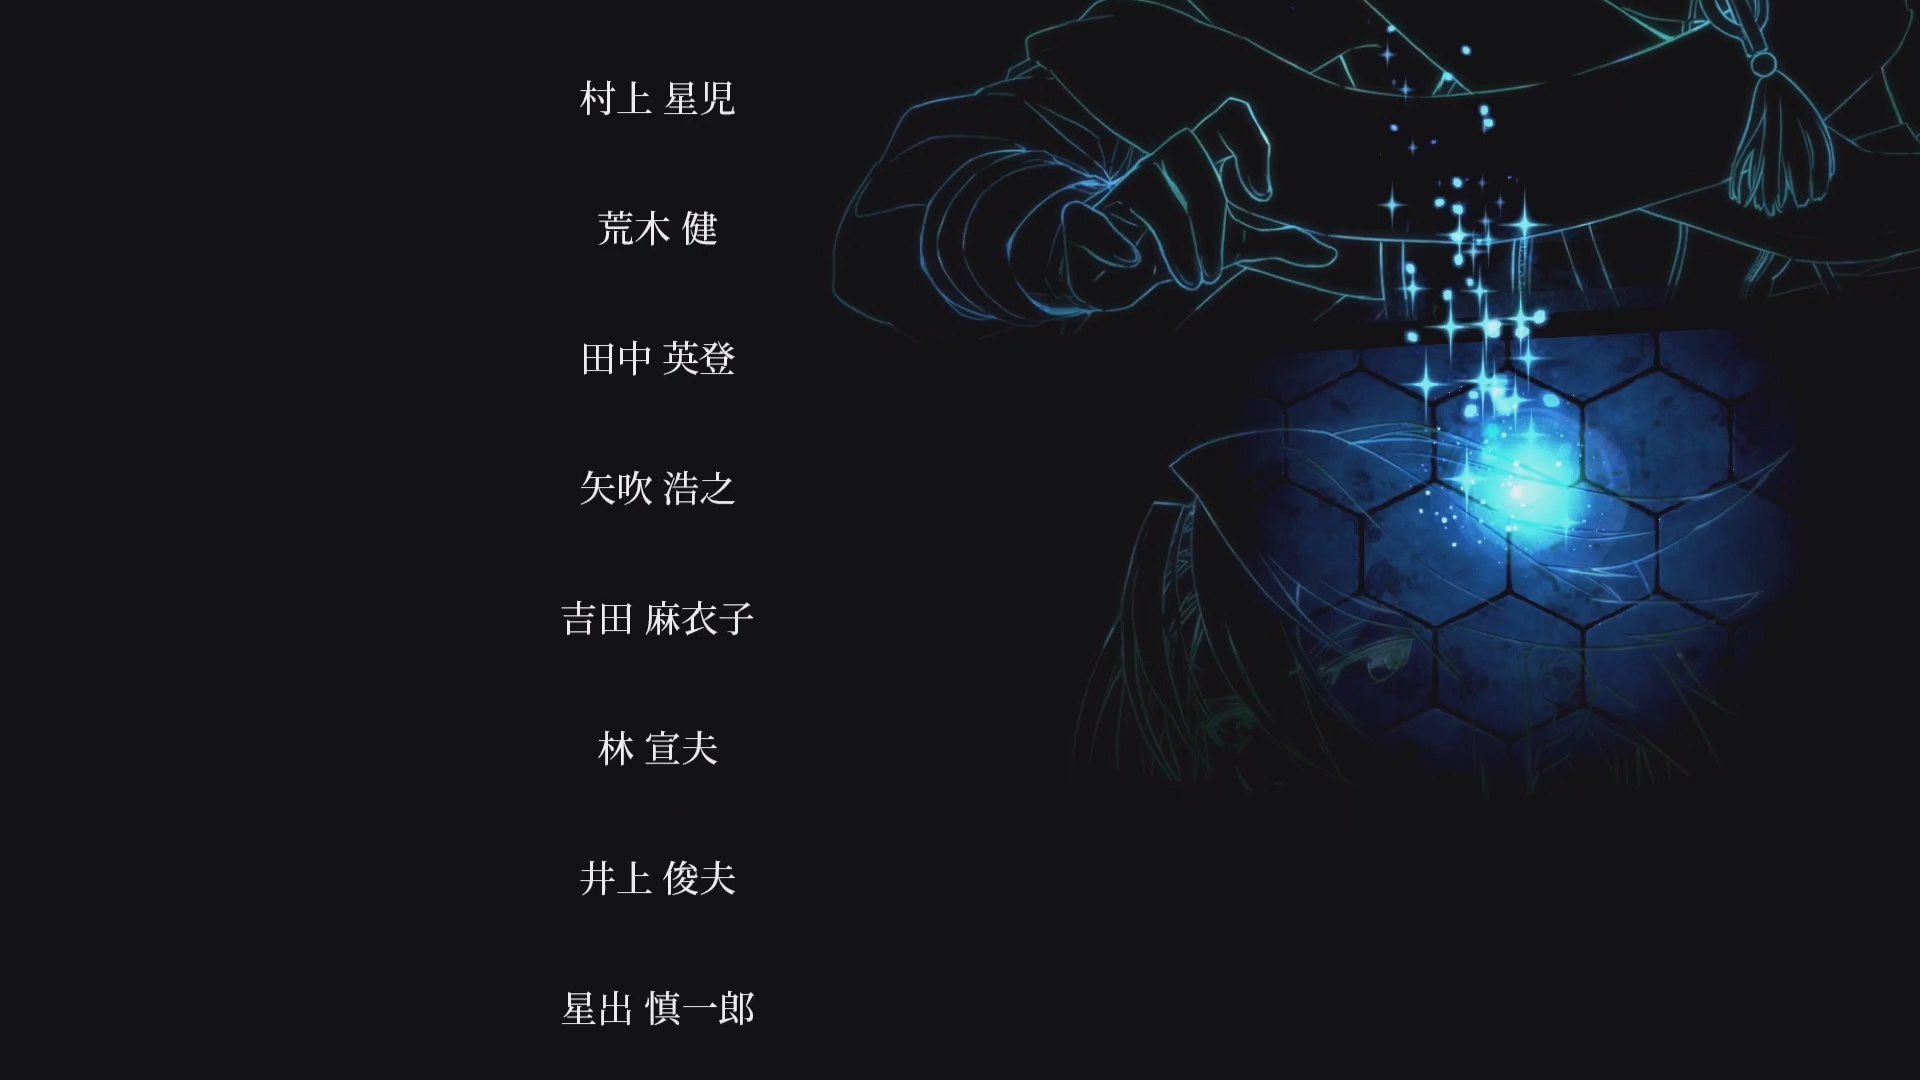 村上 星児
荒木 健
田中 英登
矢吹 浩之
吉田 麻衣子
林 宣夫
井上 俊夫
星出 慎一郎